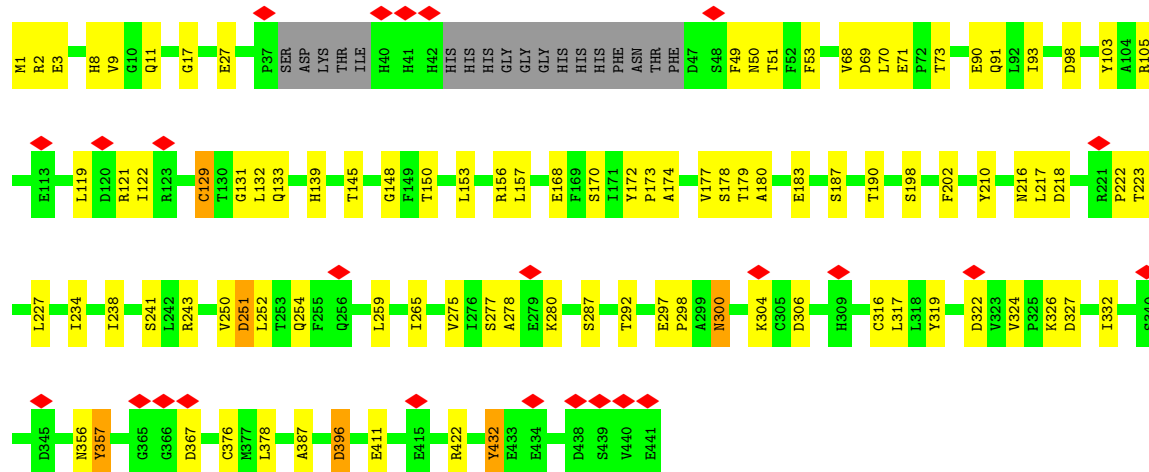 M1 R2 E3 H8 V9 G10 Q11 G17 E27 P37 SER ASP LYS THR ILE H40 H41 H42 HIS HIS HIS GLY GLY GLY HIS HIS HIS PHE ASN THR PHE D47 S48 F49 N50 T51 F52 F53 V68 D69 L70 E71 P72 T73 E90 Q91 L92 I93 D98 Y103 A104 R105
E113 L119 D120 R121 I122 R123 C129 T130 G131 L132 Q133 H139 T145 G148 F149 T150 L153 R156 L157 E168 F169 S170 I171 Y172 P173 A174 V177 S178 T179 A180 E183 S187 T190 S198 F202 Y210 N216 L217 D218 R221 P222 T223
L227 I234 I238 S241 L242 R243 V250 D251 L252 T253 Q254 F255 Q256 L259 I265 V275 I276 S277 A278 E279 K280 S287 T292 E297 P298 A299 N300 K304 C305 D306 H309 C316 L317 L318 Y319 D322 V323 V324 P325 K326 D327 I332 S340
D345 N356 Y357 G365 G366 D367 C376 M377 L378 A387 D396 E411 E415 R422 Y432 E433 E434 D438 S439 V440 E441